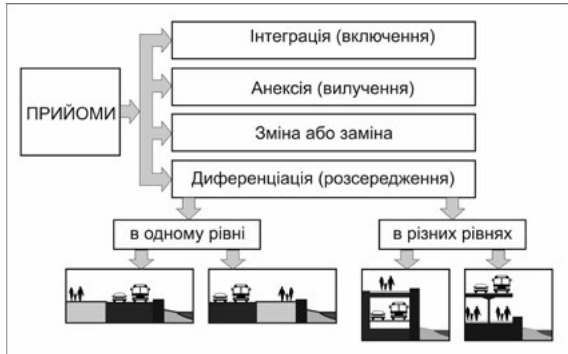 Інтеграція (включення)
Анексія (вилучення)
ПРИЙОМИ
Зміна або заміна
Диференціація (розсередження)
в одному рівні
в різних рівнях